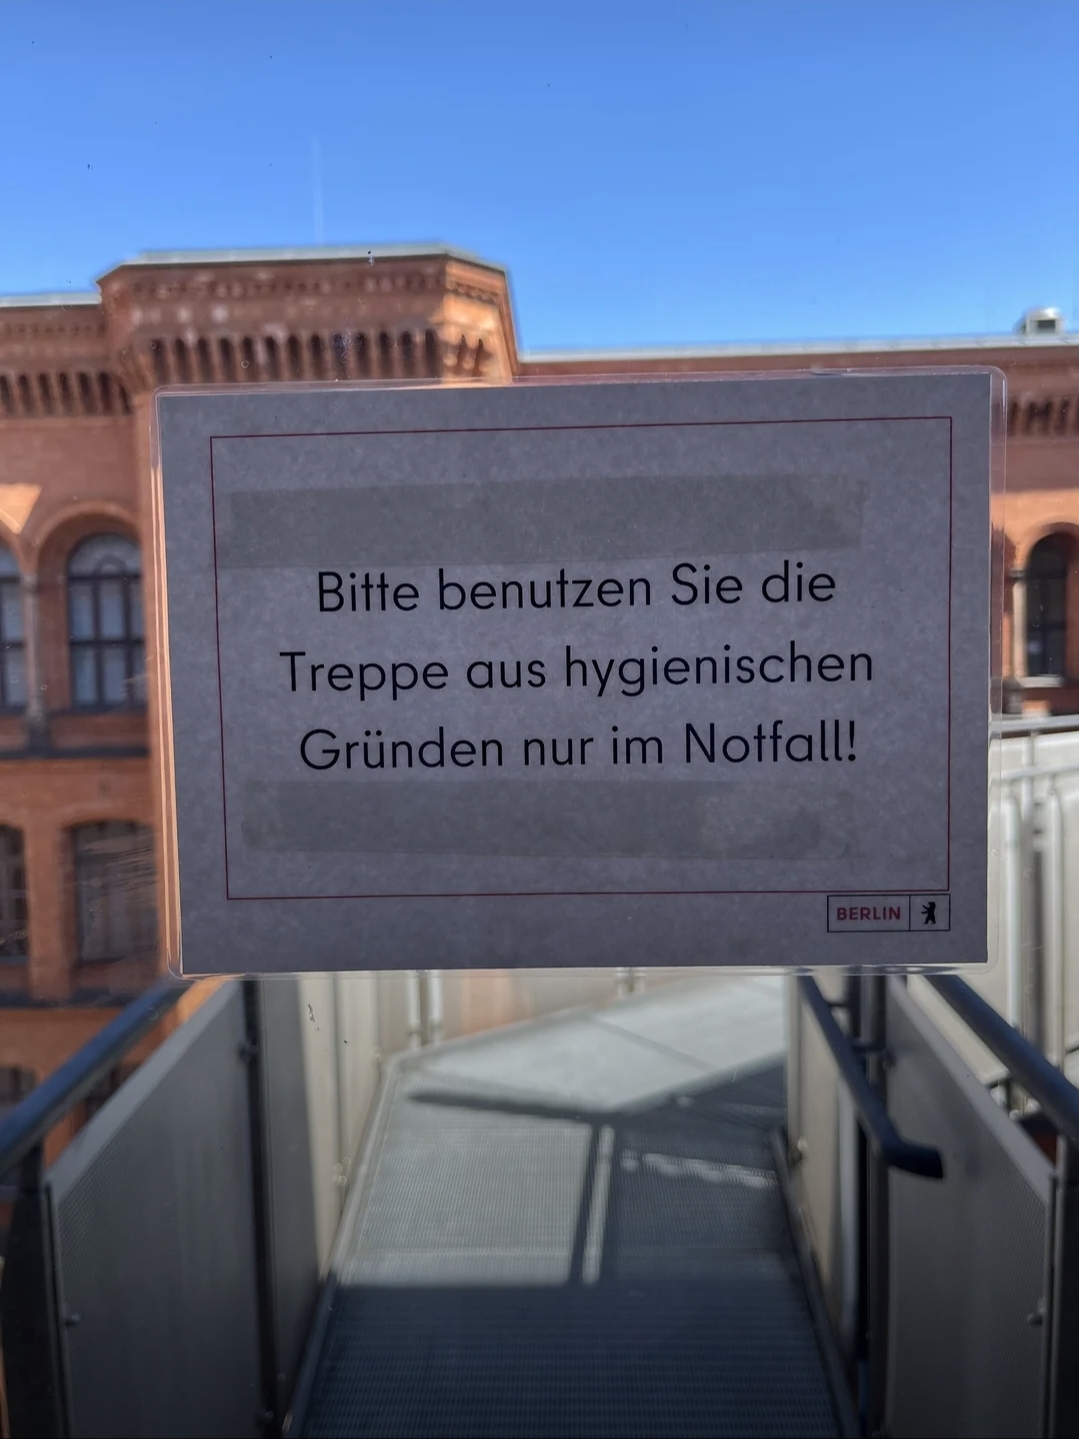 Bitte benutzen Sie die
Treppe aus hygienischen
Gründen nur im Notfall!
BERLIN